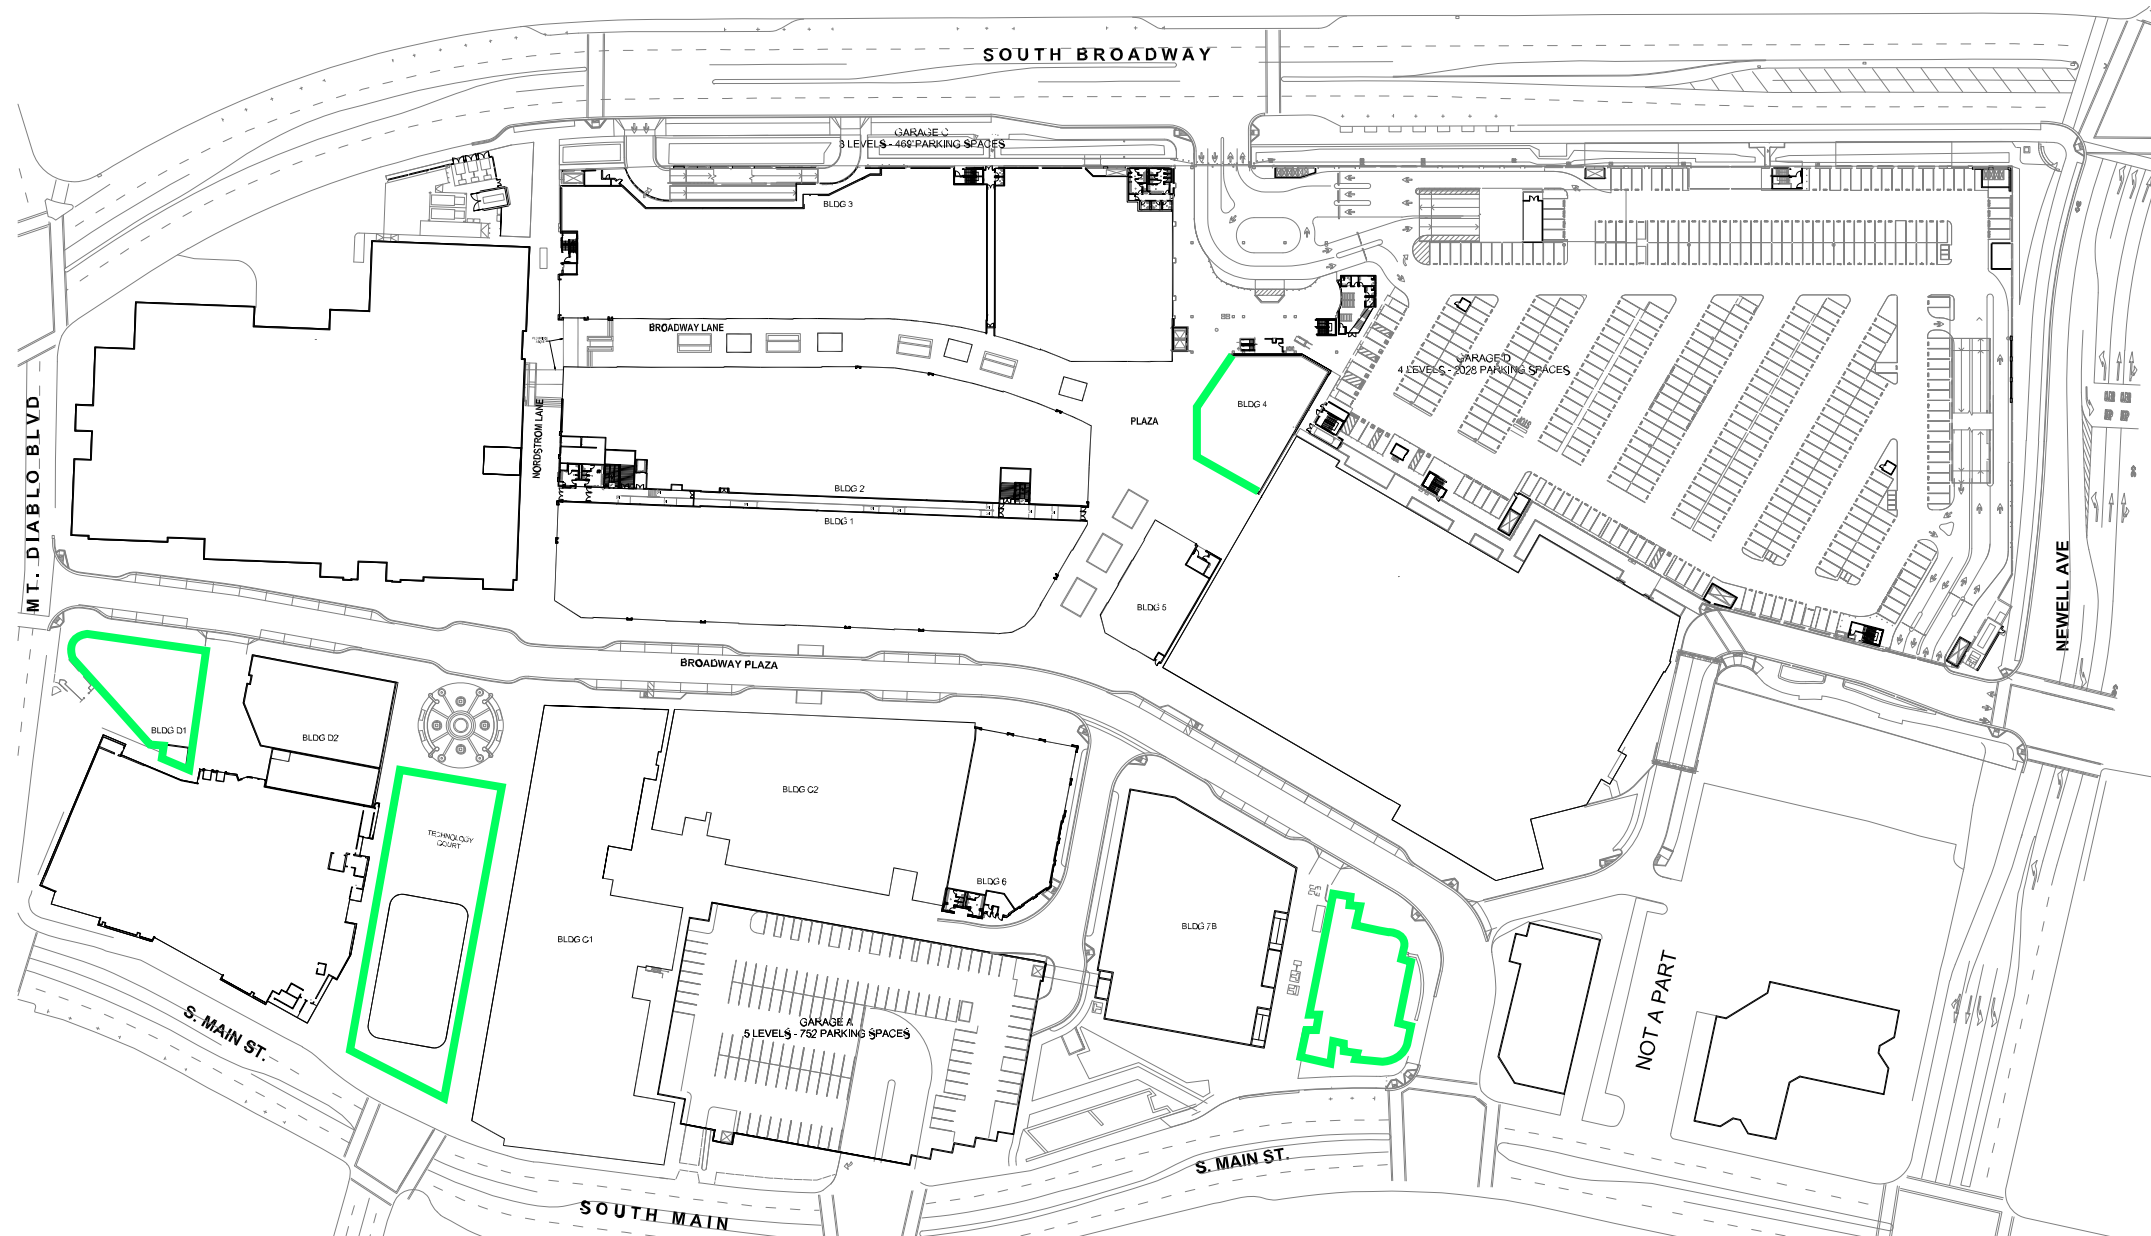 SOUTH BROADWAY
GARAGE C
3 LEVELS - 469 PARKING SPACES
BLDG 3
BROADWAY LANE
GARAGE D
4 LEVELS - 2028 PARKING SPACES
BLDG 4
PLAZA
MT. DIABLO BLVD
NORDSTROM LANE
BLDG 2
BLDG 1
STOP
NEWELL AVE
BLDG 5
BROADWAY PLAZA
BLDG D1
BLDG D2
BLDG C2
TECHNOLOGY
COURT
BLDG 6
BLDG 7B
BLDG C1
NOT A PART
GARAGE A
5 LEVELS - 752 PARKING SPACES
S. MAIN ST.
S. MAIN ST.
SOUTH MAIN